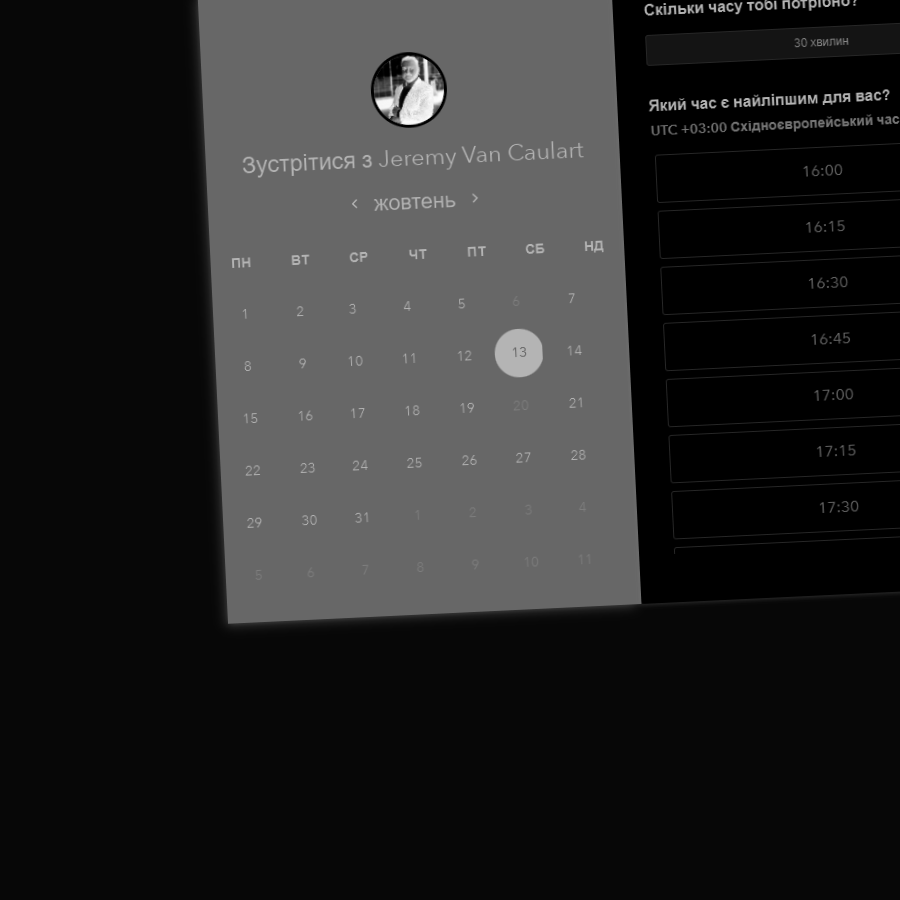 Зустрітися з Jeremy Van Caulart
жовтень
ПН ВТ СР ЧТ ПТ СБ НД
1 2 3 4 5 6 7
8 9 10 11 12 13 14
15 16 17 18 19 20 21
22 23 24 25 26 27 28
29 30 31 1 2 3 4
5 6 7 8 9 10 11
Скільки часу тобі потрібно?
30 хвилин
Який час є найліпшим для вас?
UTC +03:00 Східноєвропейський час
16:00
16:15
16:30
16:45
17:00
17:15
17:30